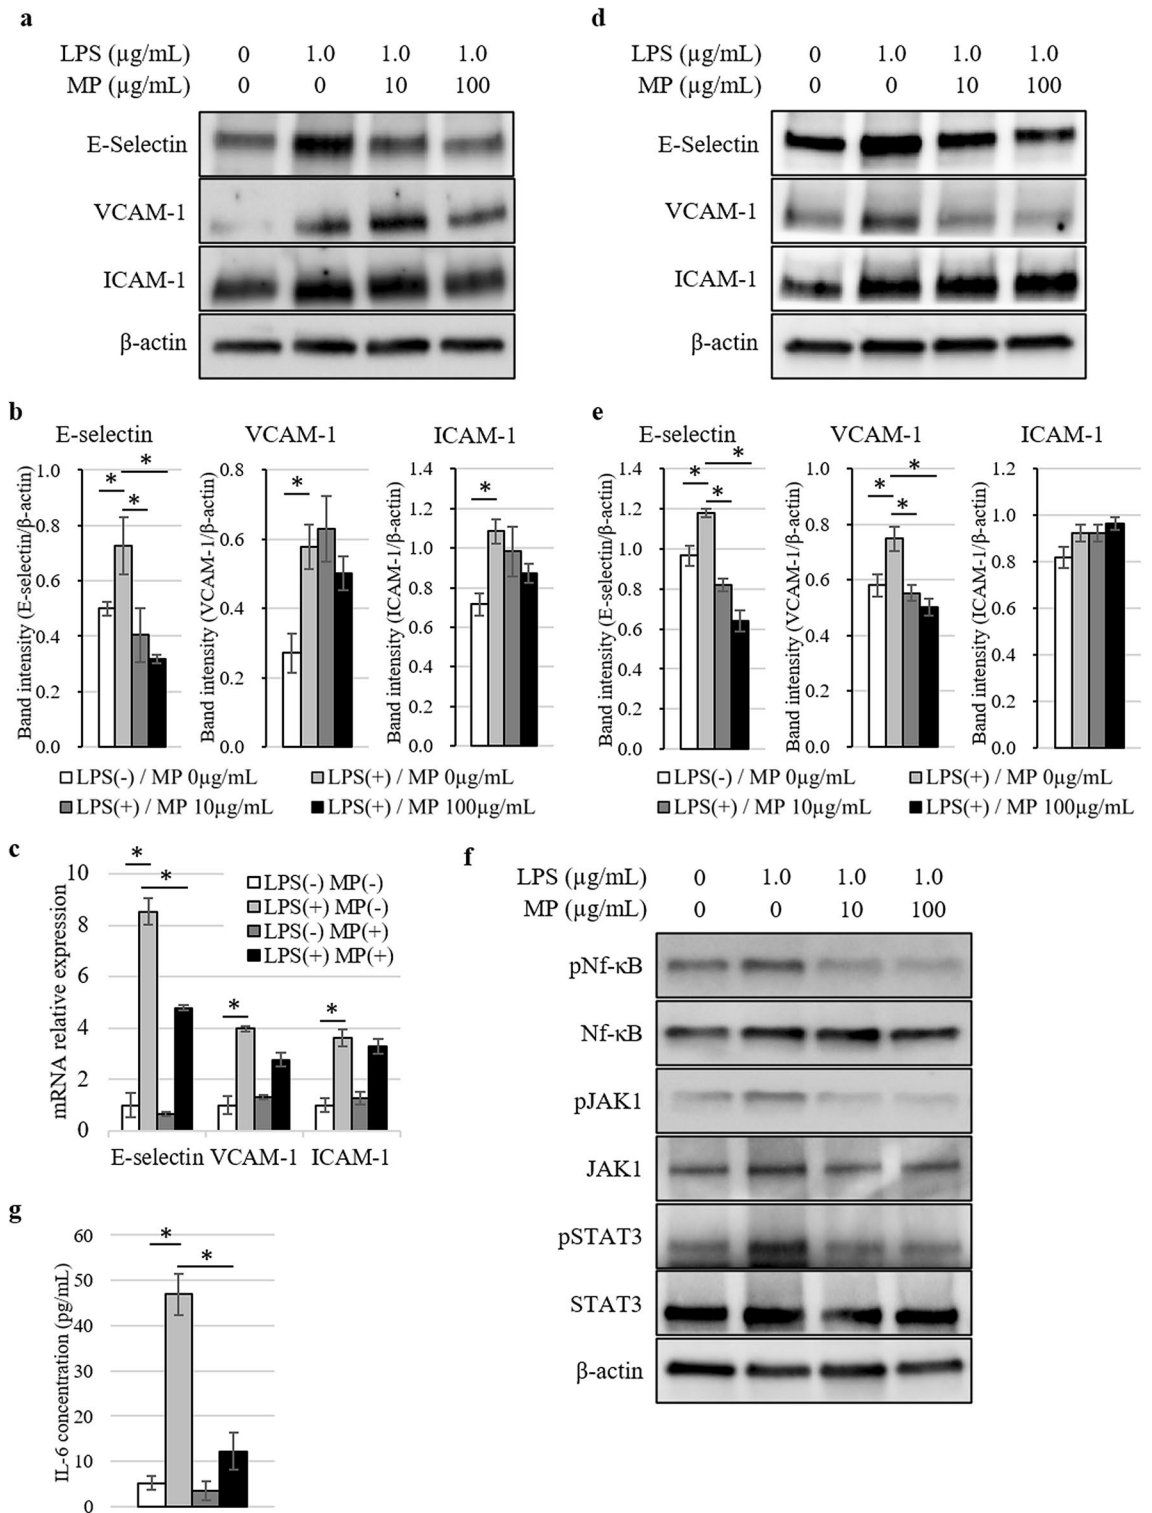 a
LPS (µg/mL) 0 1.0 1.0 1.0
MP (µg/mL) 0 0 10 100
E-Selectin
VCAM-1
ICAM-1
β-actin
d
LPS (µg/mL) 0 1.0 1.0 1.0
MP (µg/mL) 0 0 10 100
E-Selectin
VCAM-1
ICAM-1
β-actin
b
E-selectin
Band intensity (E-selectin/β-actin)
1.0
0.8
0.6
0.4
0.2
0.0
* * *
VCAM-1
Band intensity (VCAM-1/β-actin)
0.8
0.6
0.4
0.2
0.0
*
ICAM-1
Band intensity (ICAM-1/β-actin)
1.4
1.2
1.0
0.8
0.6
0.4
0.2
0.0
*
LPS(-) / MP 0µg/mL
LPS(+) / MP 0µg/mL
LPS(+) / MP 10µg/mL
LPS(+) / MP 100µg/mL
e
E-selectin
Band intensity (E-selectin/β-actin)
1.4
1.2
1.0
0.8
0.6
0.4
0.2
0.0
* * *
VCAM-1
Band intensity (VCAM-1/β-actin)
1.0
0.8
0.6
0.4
0.2
0.0
* * *
ICAM-1
Band intensity (ICAM-1/β-actin)
1.2
1.0
0.8
0.6
0.4
0.2
0.0
LPS(-) / MP 0µg/mL
LPS(+) / MP 0µg/mL
LPS(+) / MP 10µg/mL
LPS(+) / MP 100µg/mL
c
mRNA relative expression
10
8
6
4
2
0
* * * *
LPS(-) MP(-)
LPS(+) MP(-)
LPS(-) MP(+)
LPS(+) MP(+)
E-selectin VCAM-1 ICAM-1
f
LPS (µg/mL) 0 1.0 1.0 1.0
MP (µg/mL) 0 0 10 100
pNf-κB
Nf-κB
pJAK1
JAK1
pSTAT3
STAT3
β-actin
g
IL-6 concentration (pg/mL)
60
50
40
30
20
10
0
* *